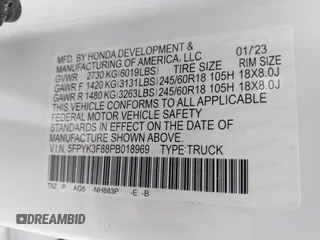 MFD. BY HONDA DEVELOPMENT &
MANUFACTURING OF AMERICA, LLC 01/23
GVWR 2730 KG(6019LBS) RIM SIZE
GAWR F 1420 KG(3131LBS) 245/60R18 105H 18X8.0J
GAWR R 1480 KG(3263LBS) 245/60R18 105H 18X8.0J
THIS VEHICLE CONFORMS TO ALL APPLICABLE
FEDERAL MOTOR VEHICLE SAFETY STANDARDS IN EFFECT ON THE DATE OF
MANUFACTURE SHOWN ABOVE
V.I.N. 5FPYK3F88PB018969 TYPE TRUCK
NH883P
DREAMBID